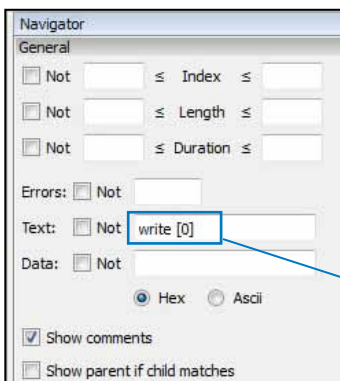 Navigator
General
Not ≤ Index ≤
Not ≤ Length ≤
Not ≤ Duration ≤
Errors: Not
Text: Not write [0]
Data: Not
Hex Ascii
Show comments
Show parent if child matches